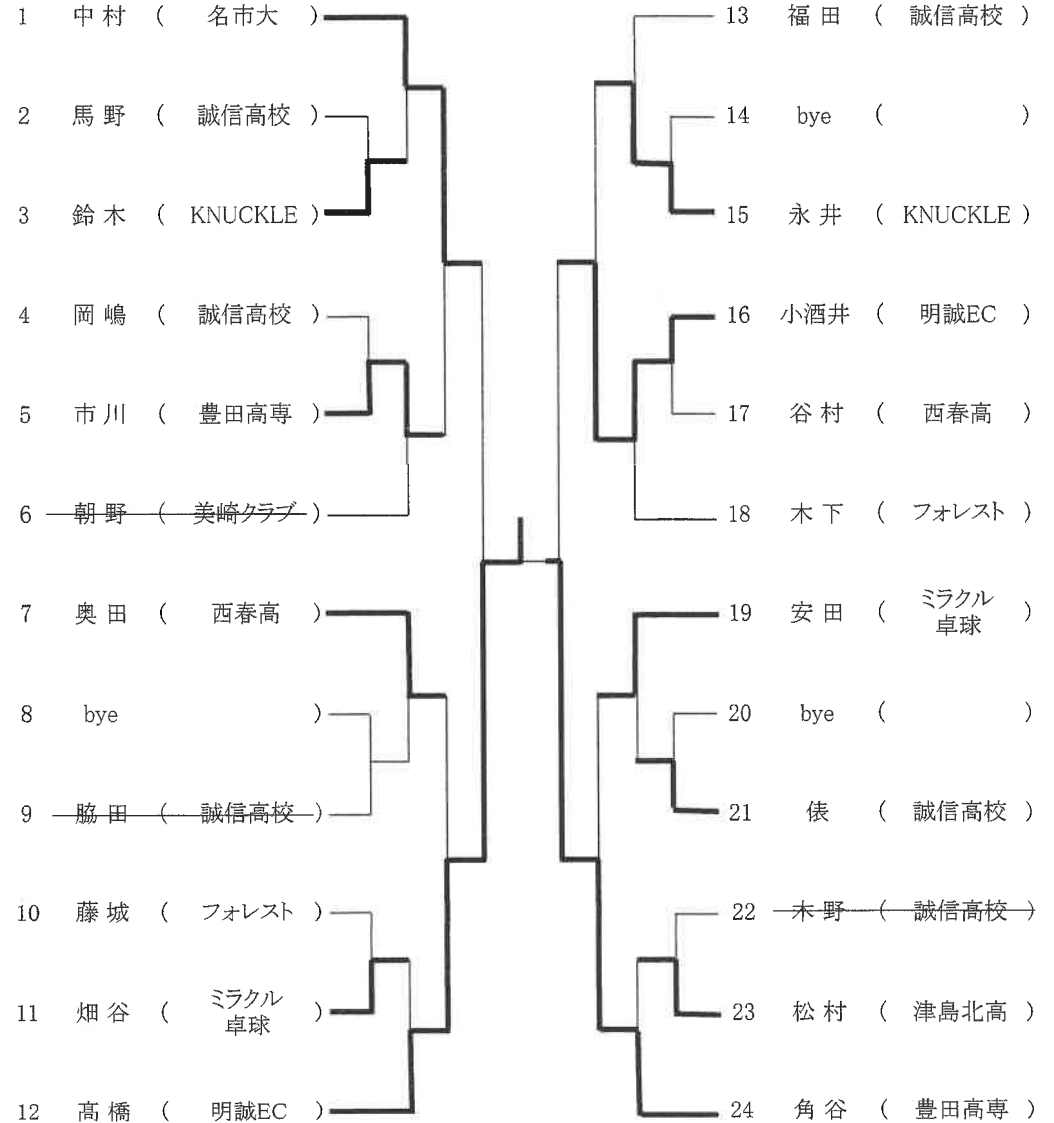 1 中村 ( 名市大 )
2 馬野 ( 誠信高校 )
3 鈴木 ( KNUCKLE )
4 岡嶋 ( 誠信高校 )
5 市川 ( 豊田高専 )
6 朝野 ( 美崎クラブ )
7 奥田 ( 西春高 )
8 bye )
9 脇田 ( 誠信高校 )
10 藤城 ( フォレスト )
11 畑谷 ( ミラクル
卓球 )
12 髙橋 ( 明誠EC )
13 福田 ( 誠信高校 )
14 bye ( )
15 永井 ( KNUCKLE )
16 小酒井 ( 明誠EC )
17 谷村 ( 西春高 )
18 木下 ( フォレスト )
19 安田 ( ミラクル
卓球 )
20 bye ( )
21 俵 ( 誠信高校 )
22 木野 ( 誠信高校 )
23 松村 ( 津島北高 )
24 角谷 ( 豊田高専 )